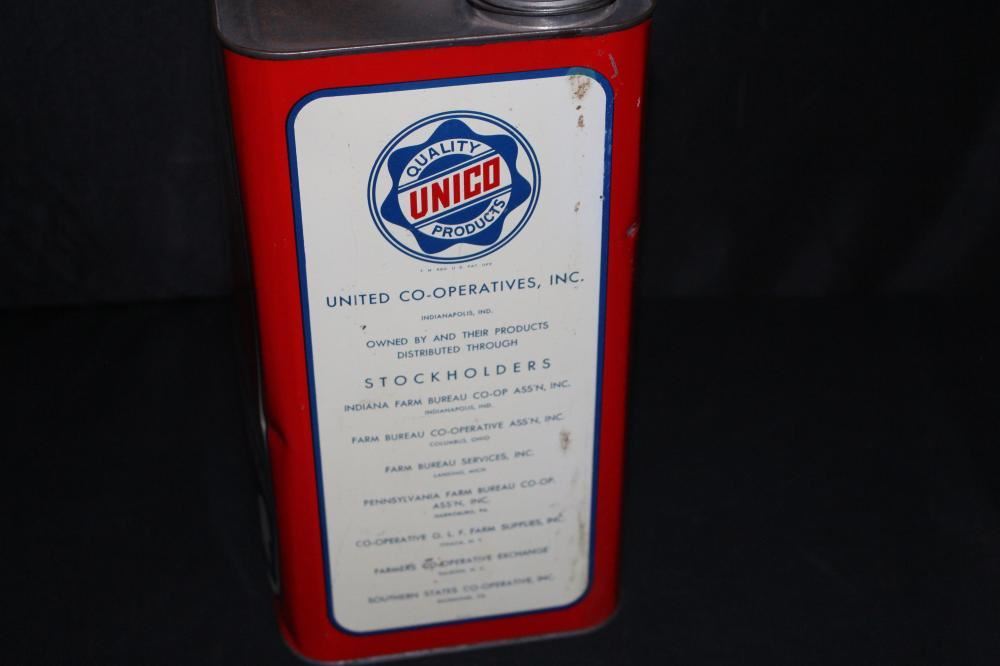 QUALITY
UNICO
PRODUCTS
T M REG. U.S. PAT. OFF.
UNITED CO-OPERATIVES, INC.
INDIANAPOLIS, IND.
OWNED BY AND THEIR PRODUCTS
DISTRIBUTED THROUGH
STOCKHOLDERS
INDIANA FARM BUREAU CO-OP ASS'N, INC.
INDIANAPOLIS, IND.
FARM BUREAU CO-OPERATIVE ASS'N, INC.
COLUMBUS, OHIO
FARM BUREAU SERVICES, INC.
LANSING, MICH.
PENNSYLVANIA FARM BUREAU CO-OP.
ASS'N, INC.
HARRISBURG, PA.
CO-OPERATIVE G. L. F. FARM SUPPLIES, INC.
ITHACA, N. Y.
FARMERS CO-OPERATIVE EXCHANGE
RALEIGH, N. C.
SOUTHERN STATES CO-OPERATIVE, INC.
RICHMOND, VA.